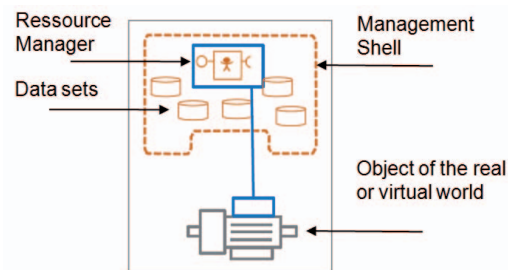 Ressource
Manager
Management
Shell
Data sets
Object of the real
or virtual world